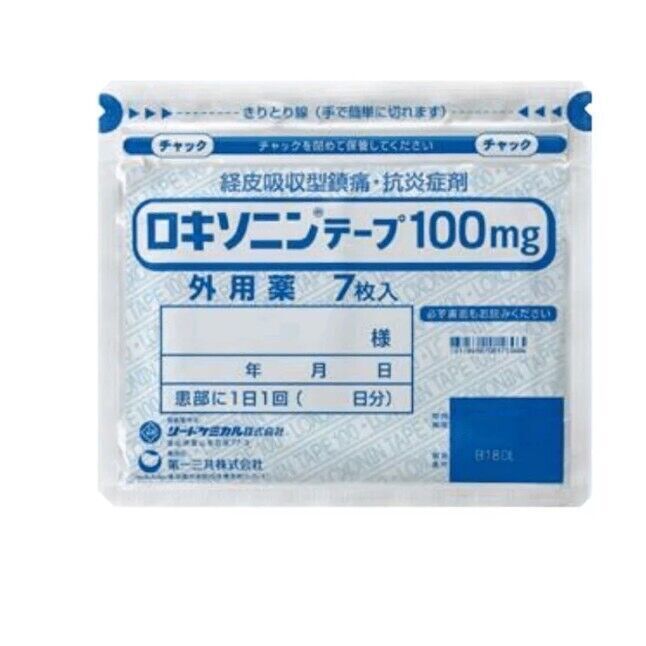 きりとり線（手で簡単に切れます）
チャック チャックを閉めて保管してください チャック
経皮吸収型鎮痛・抗炎症剤
ロキソニン®テープ100mg
外用薬 7枚入
必ず裏面もお読みください
様
年 月 日
患部に1日1回（ 日分）
リードケミカル株式会社
第一三共株式会社
LOXONIN TAPE 100